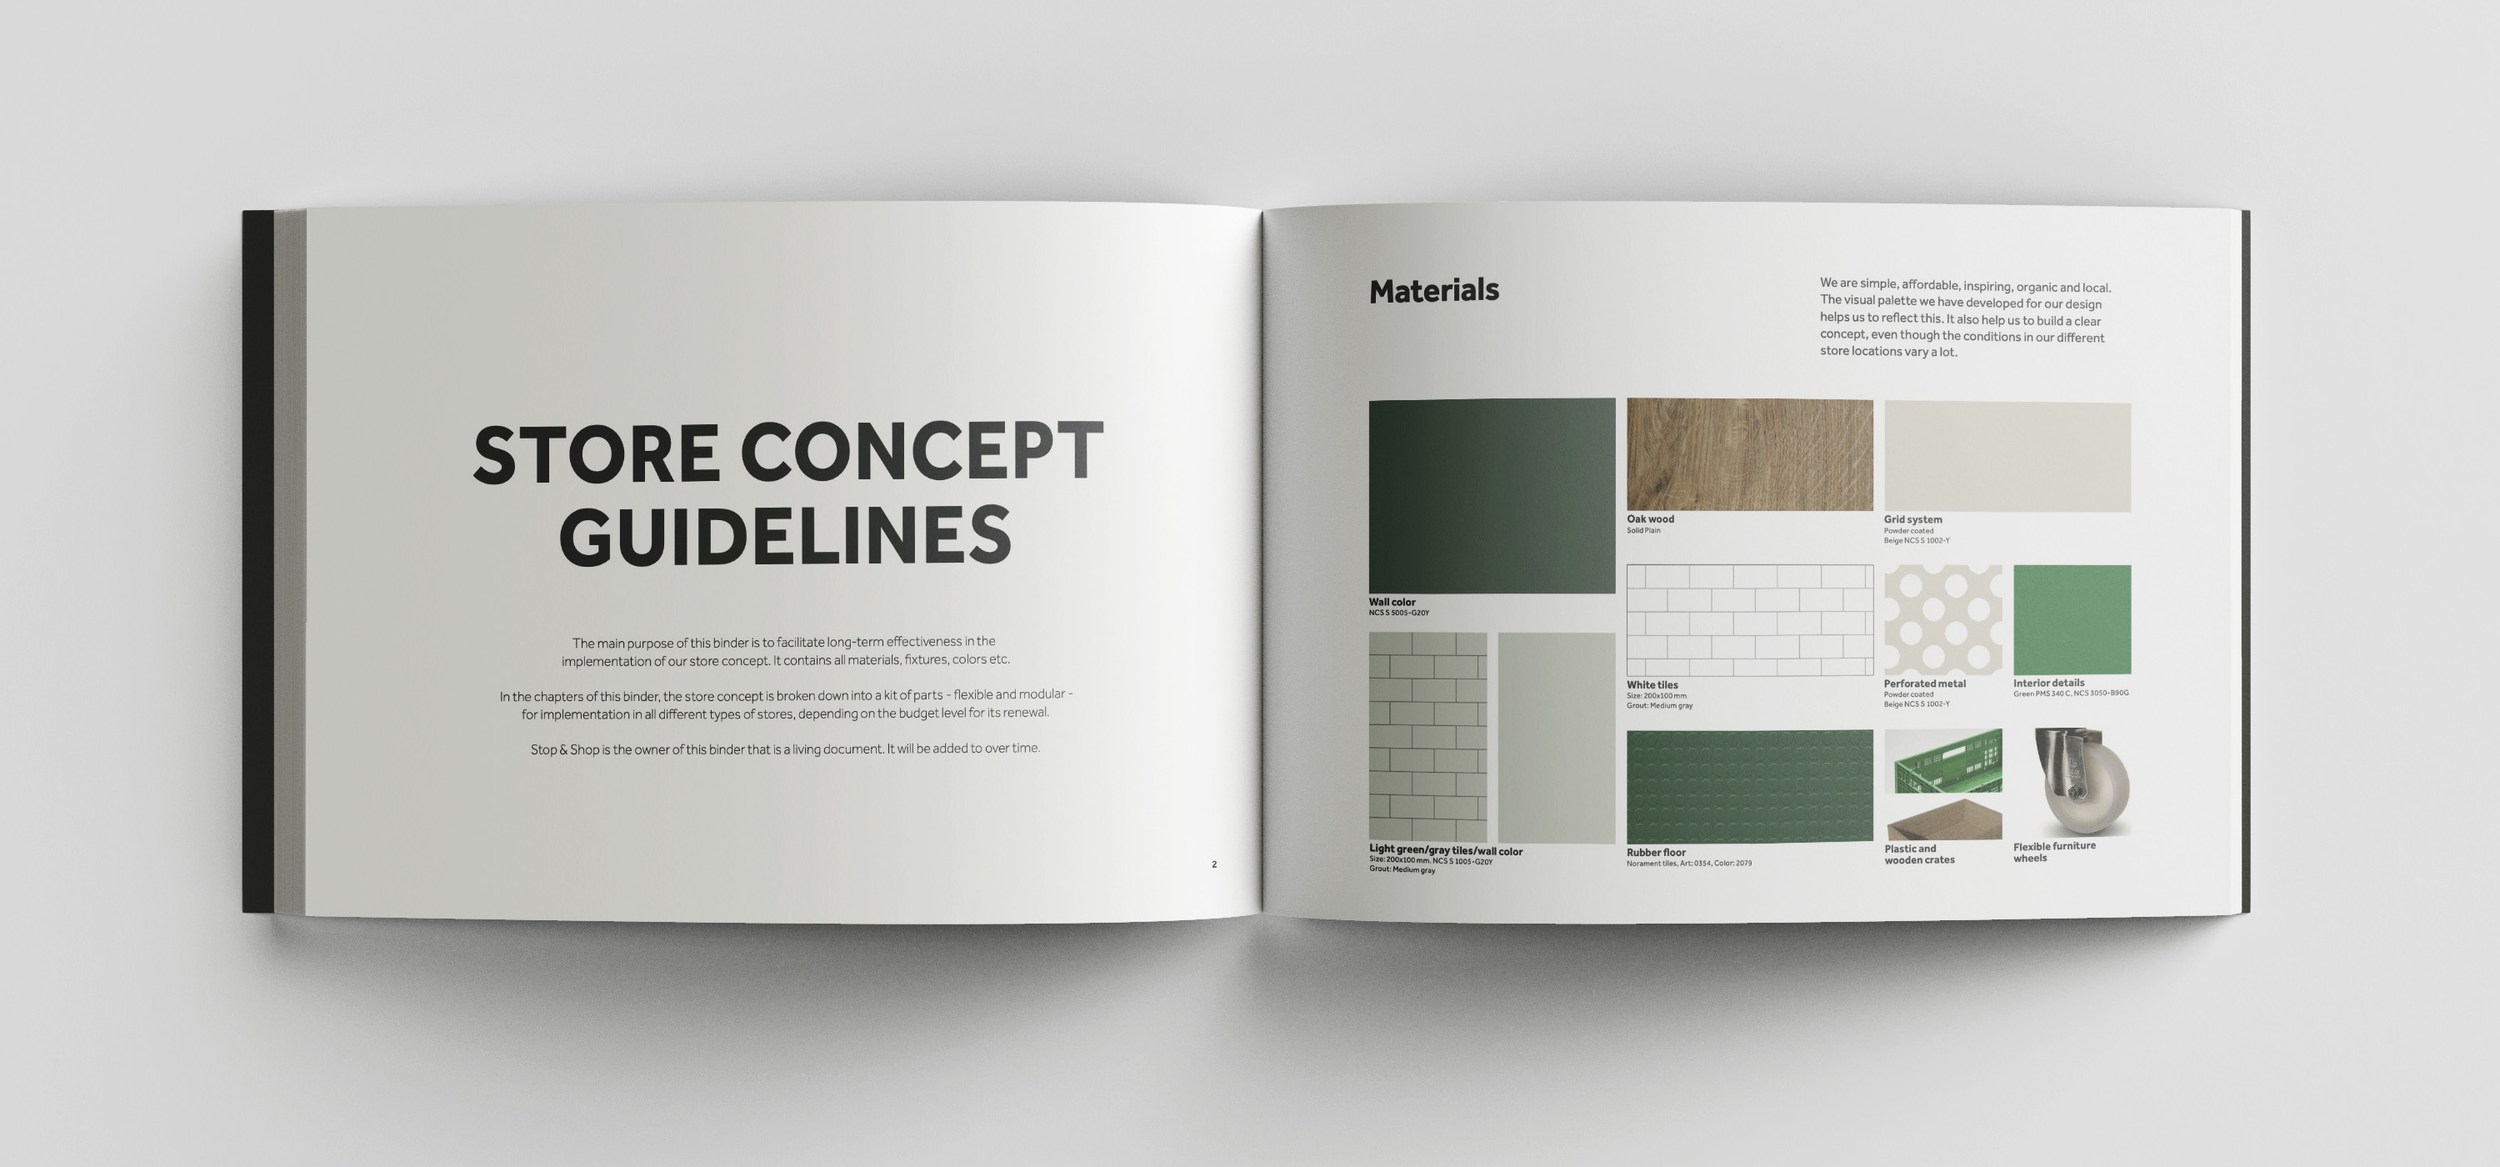 STORE CONCEPT
GUIDELINES
The main purpose of this binder is to facilitate long-term effectiveness in the
implementation of our store concept. It contains all materials, fixtures, colors etc.
In the chapters of this binder, the store concept is broken down into a kit of parts - flexible and modular -
for implementation in all different types of stores, depending on the budget level for its renewal.
Stop & Shop is the owner of this binder that is a living document. It will be added to over time.
2
Materials
We are simple, affordable, inspiring, organic and local.
The visual palette we have developed for our design
helps us to reflect this. It also help us to build a clear
concept, even though the conditions in our different
store locations vary a lot.
Wall color
NCS S 5005-G20Y
Light green/gray tiles/wall color
Size: 200x100 mm. NCS S 1005-G20Y
Grout: Medium gray
Oak wood
Solid Plain
White tiles
Size: 200x100 mm
Grout: Medium gray
Rubber floor
Norament tiles, Art: 0354, Color: 2079
Grid system
Powder coated
Beige NCS S 1002-Y
Perforated metal
Powder coated
Beige NCS S 1002-Y
Interior details
Green PMS 340 C, NCS 3050-B90G
Plastic and
wooden crates
Flexible furniture
wheels